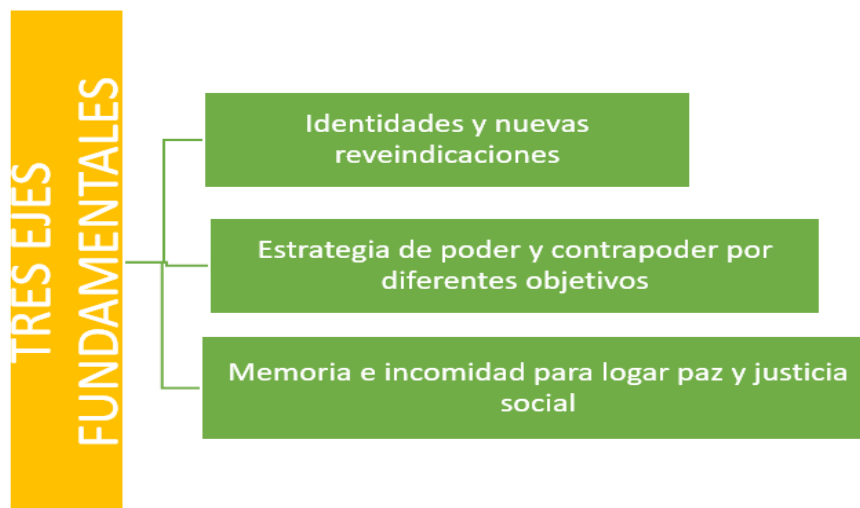 TRES EJES
FUNDAMENTALES
Identidades y nuevas
reveindicaciones
Estrategia de poder y contrapoder por
diferentes objetivos
Memoria e incomidad para logar paz y justicia
social